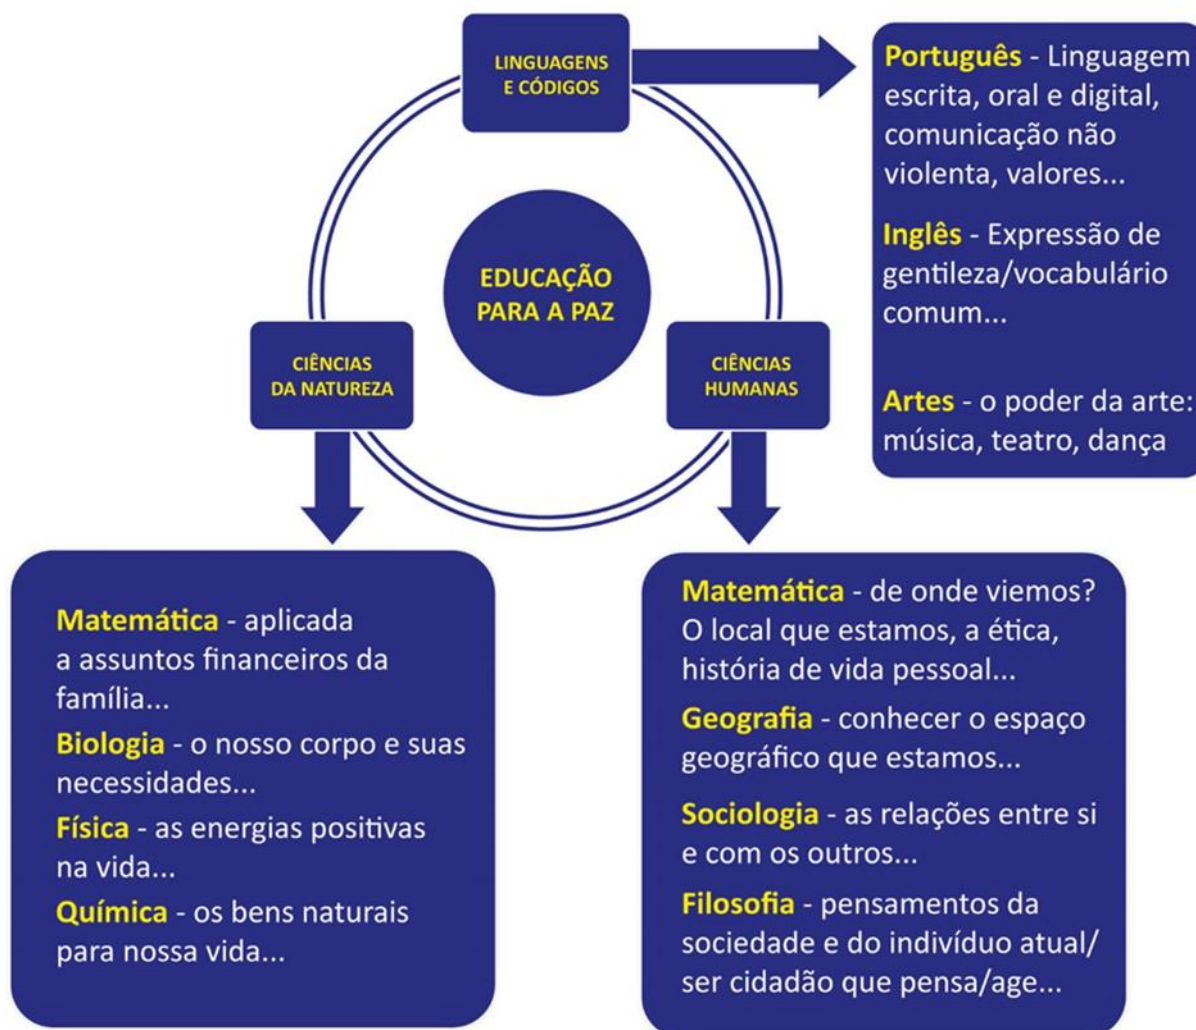 LINGUAGENS
E CÓDIGOS
Português - Linguagem
escrita, oral e digital,
comunicação não
violenta, valores...
Inglês - Expressão de
gentileza/vocabulário
comum...
Artes - o poder da arte:
música, teatro, dança
EDUCAÇÃO
PARA A PAZ
CIÊNCIAS
DA NATUREZA
CIÊNCIAS
HUMANAS
Matemática - aplicada
a assuntos financeiros da
família...
Biologia - o nosso corpo e suas
necessidades...
Física - as energias positivas
na vida...
Química - os bens naturais
para nossa vida...
Matemática - de onde viemos?
O local que estamos, a ética,
história de vida pessoal...
Geografia - conhecer o espaço
geográfico que estamos...
Sociologia - as relações entre si
e com os outros...
Filosofia - pensamentos da
sociedade e do indivíduo atual/
ser cidadão que pensa/age...